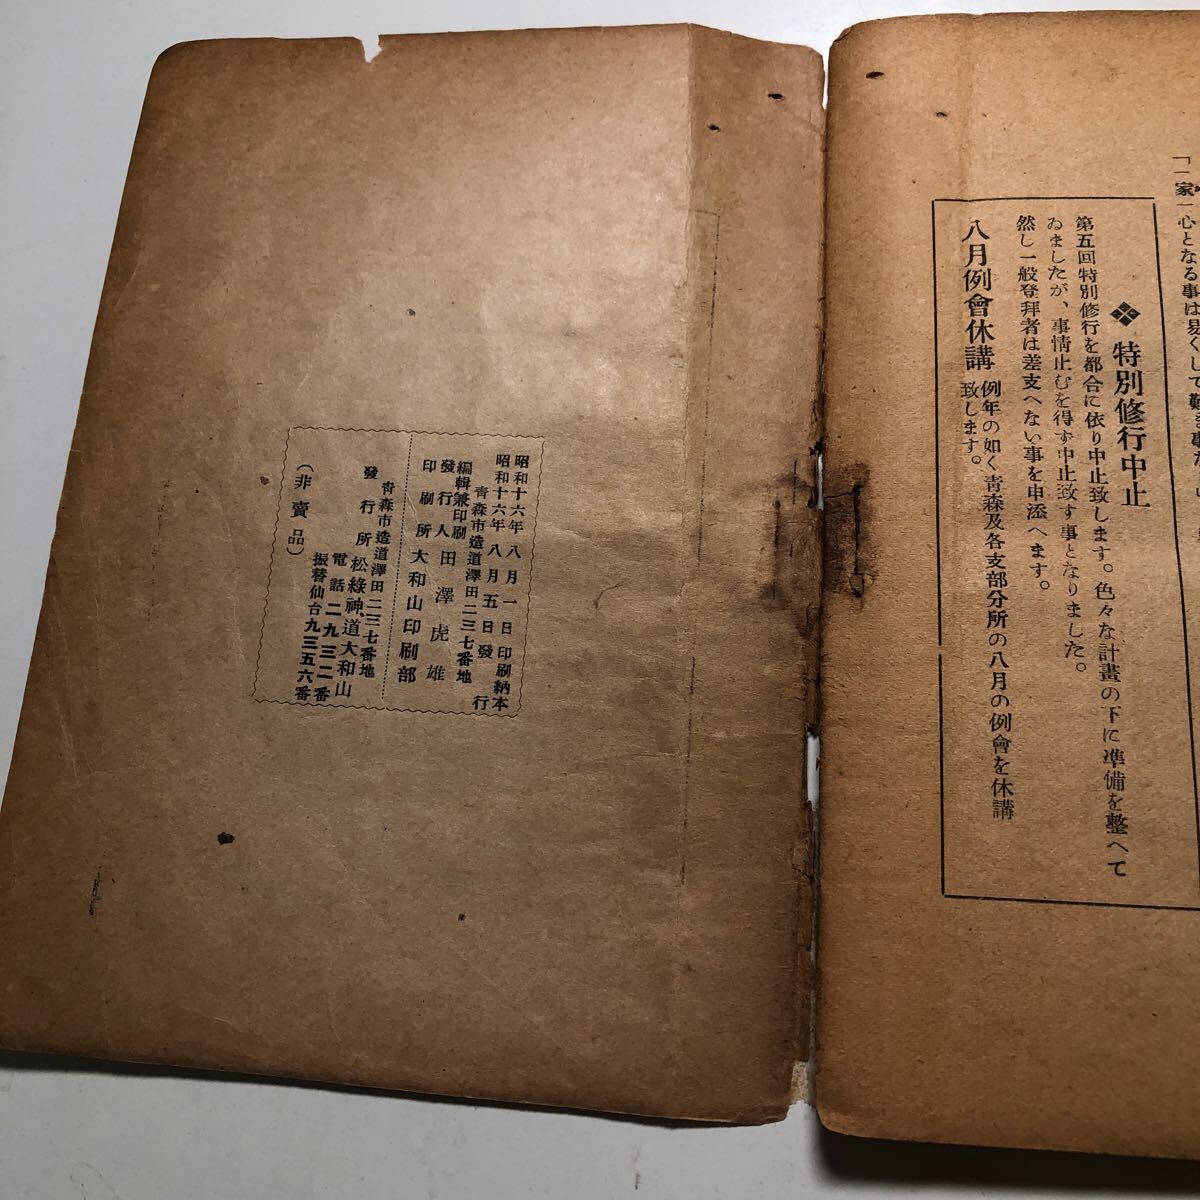 「一家一心となる事は易くして難き事
❖ 特別修行中止
第五回特別修行を都合に依り中止致します。色々な計畫の下に準備を整へて
ゐましたが、事情止むを得ず中止致す事となりました。
然し一般登拜者は差支へない事を申添へます。
八月例會休講
例年の如く靑森及各支部分所の八月の例會を休講
致します。
昭和十六年八月一日印刷納本
昭和十六年八月五日發行
靑森市造道澤田二三七番地
編輯兼印刷
發行人 田澤虎雄
印刷所 大和山印刷部
靑森市造道澤田二三七番地
發行所 松綠神道大和山
電話二九三二番
振替仙台九三五六番
(非賣品)